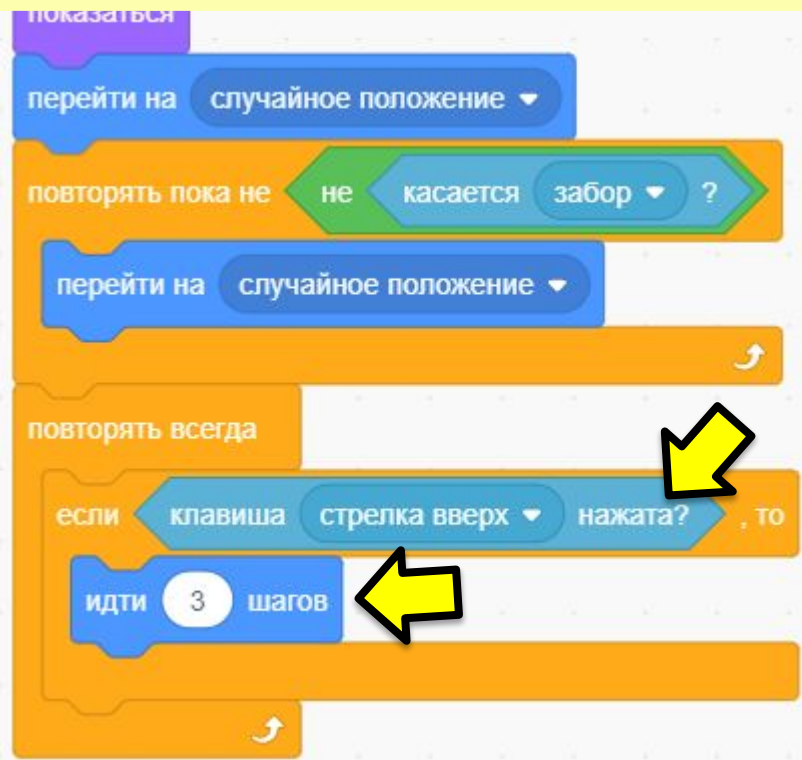 показаться
перейти на случайное положение
повторять пока не не касается забор ?
перейти на случайное положение
повторять всегда
если клавиша стрелка вверх нажата? , то
идти 3 шагов